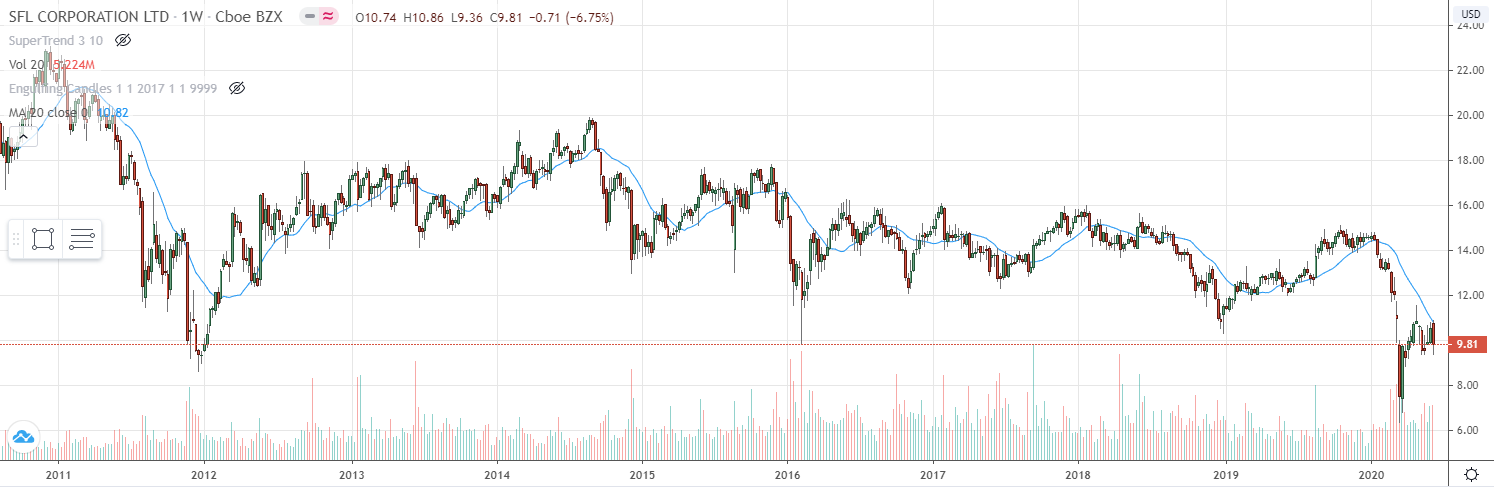 SFL CORPORATION LTD · 1W · Cboe BZX O10.74 H10.86 L9.36 C9.81 −0.71 (−6.75%)
USD
24.00
SuperTrend 3 10
Vol 20 5.224M
22.00
Engulfing Candles 1 1 2017 1 1 9999
MA 20 close 0 10.82
20.00
18.00
16.00
14.00
12.00
9.81
8.00
6.00
2011 2012 2013 2014 2015 2016 2017 2018 2019 2020